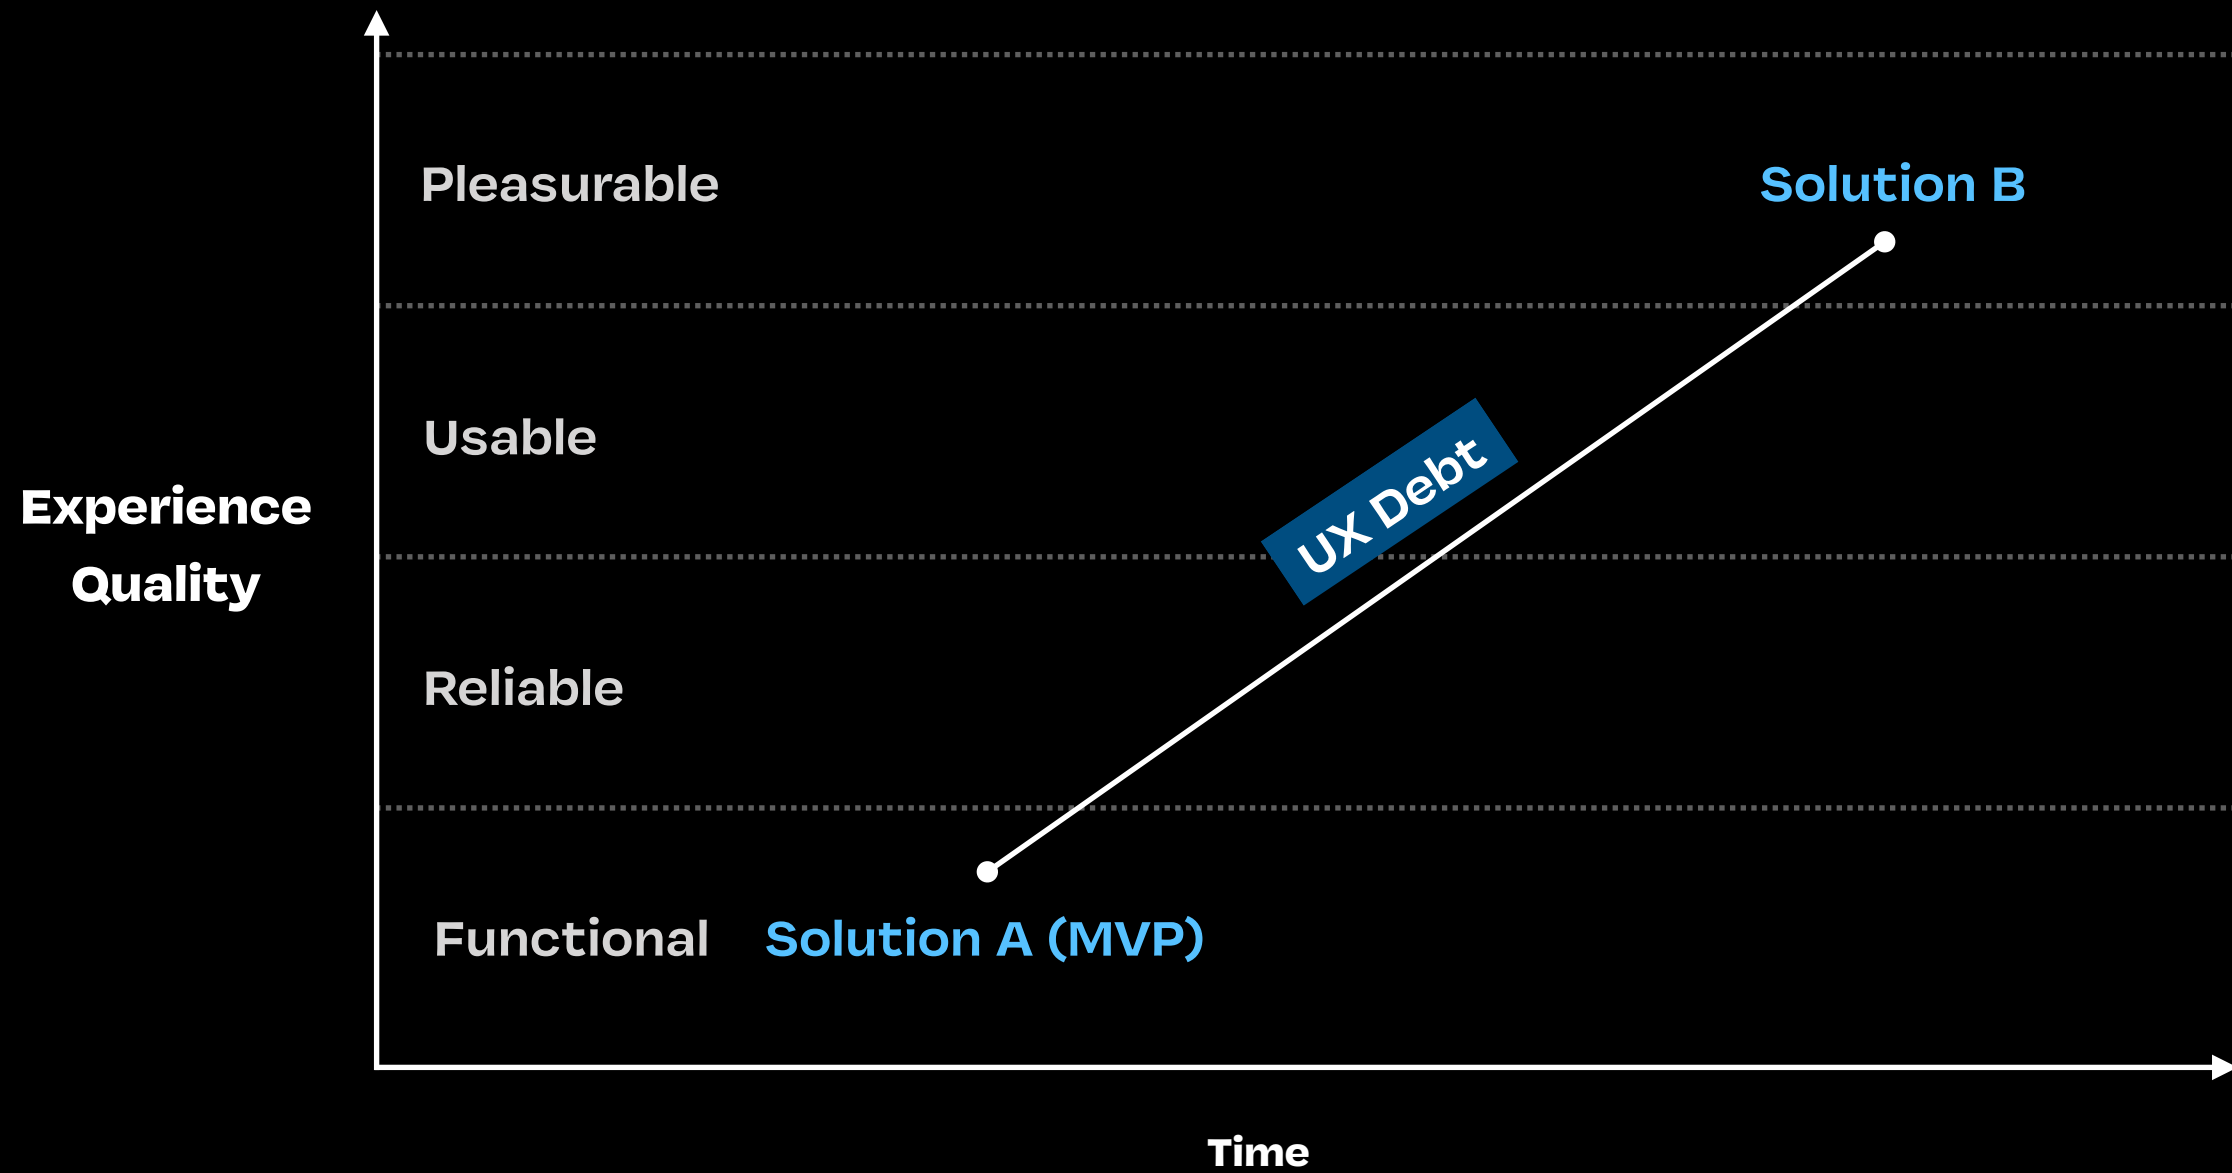 Pleasurable
Solution B
Usable
Experience
Quality
UX Debt
Reliable
Functional
Solution A (MVP)
Time